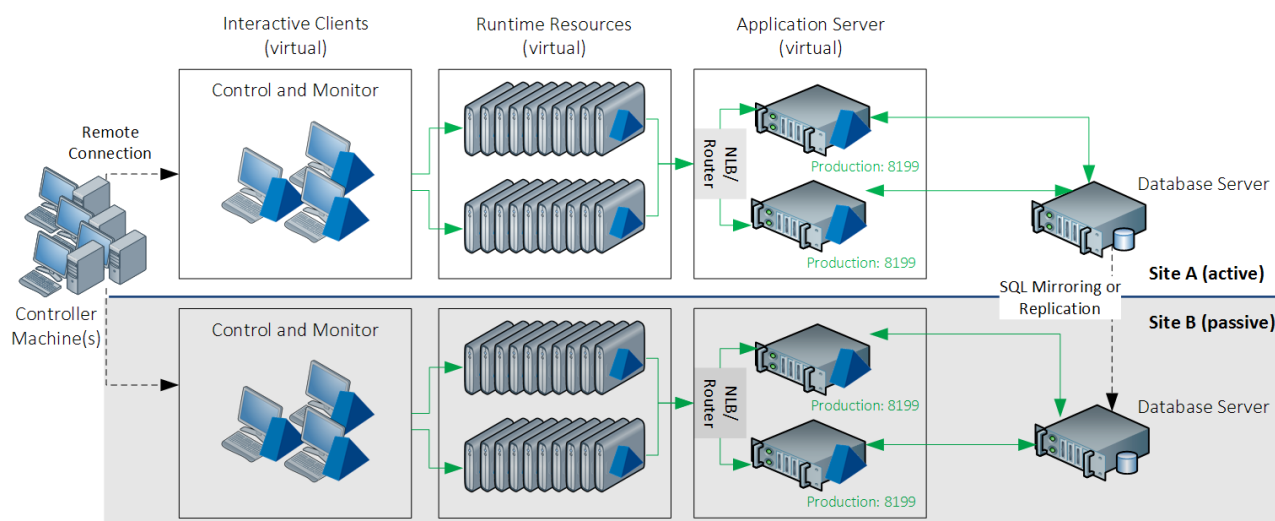 Interactive Clients
(virtual)
Runtime Resources
(virtual)
Application Server
(virtual)
Control and Monitor
Remote
Connection
NLB/
Router
Production: 8199
Production: 8199
Database Server
Controller
Machine(s)
Site A (active)
SQL Mirroring or
Replication
Site B (passive)
Control and Monitor
NLB/
Router
Production: 8199
Production: 8199
Database Server